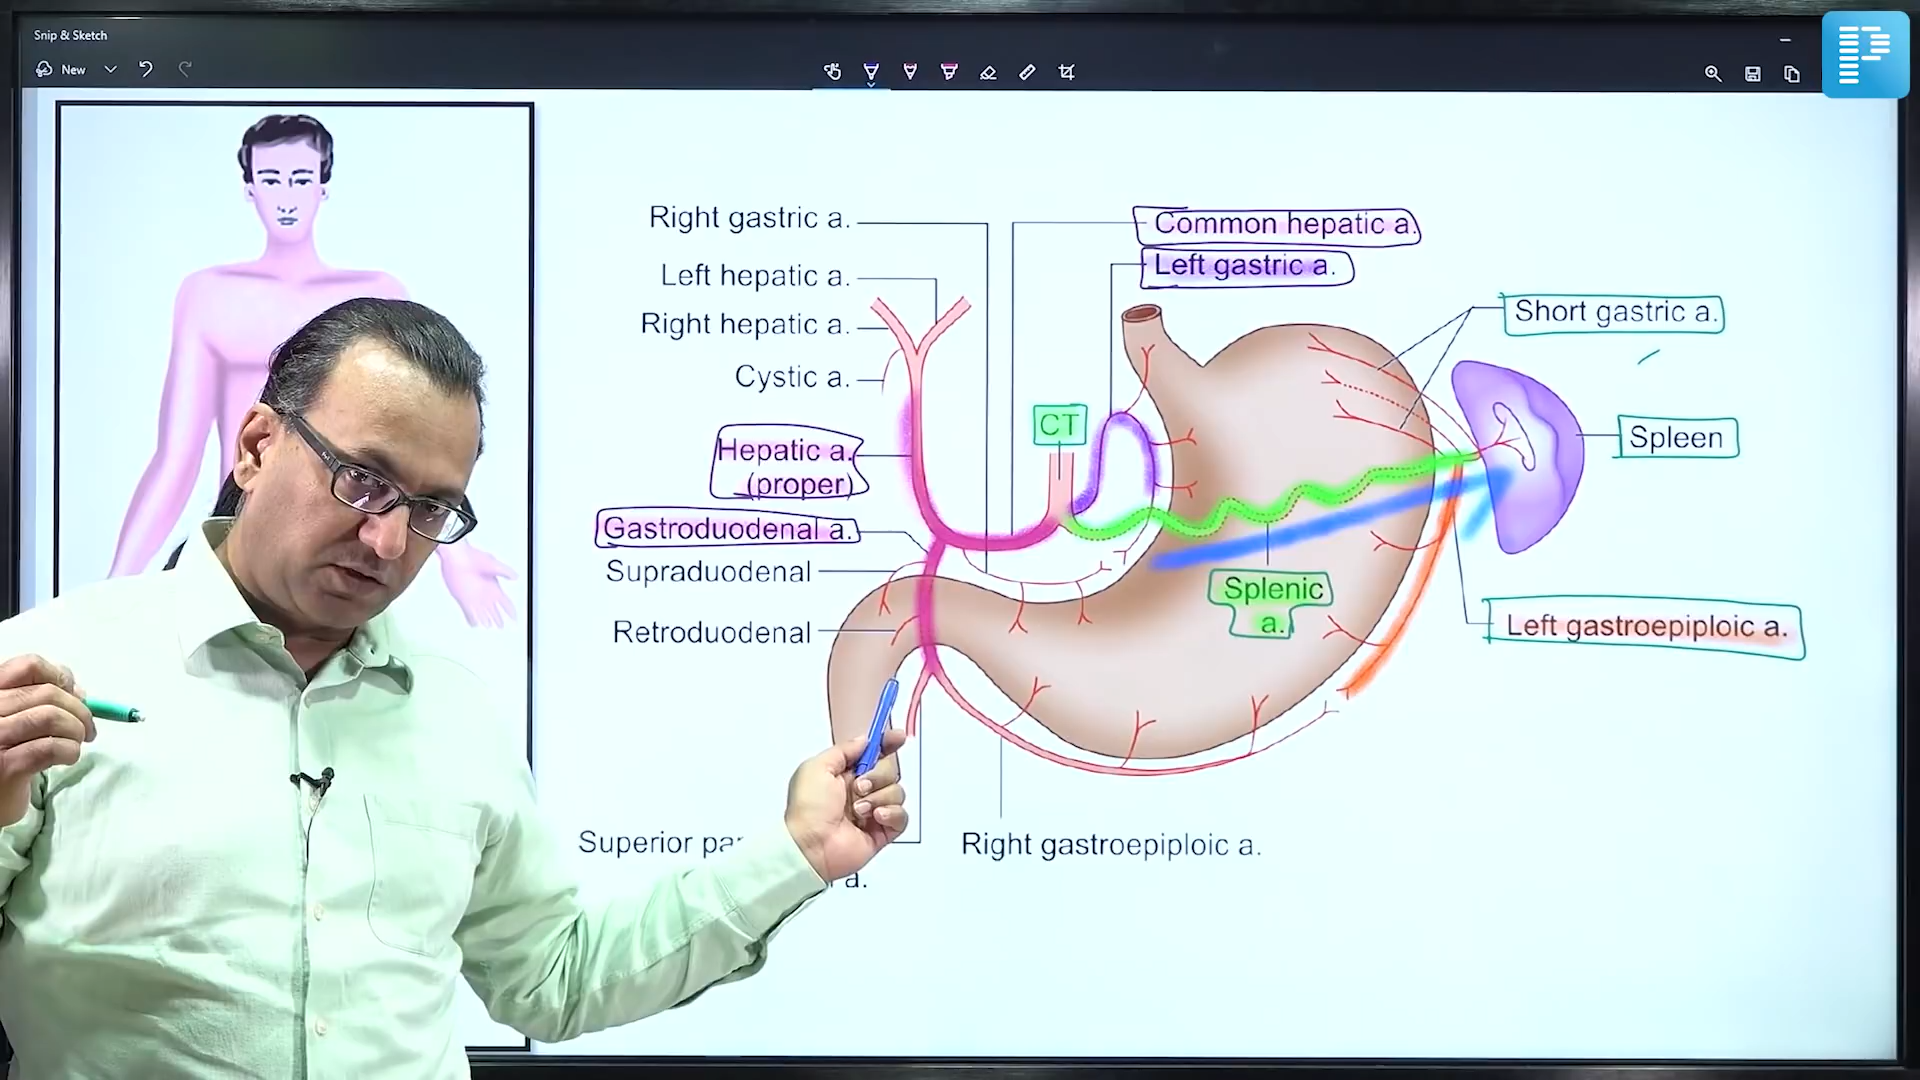 Snip & Sketch
New
Right gastric a.
Left hepatic a.
Right hepatic a.
Cystic a.
Hepatic a.
(proper)
Gastroduodenal a.
Supraduodenal
Retroduodenal
Superior
a.
Right gastroepiploic a.
Common hepatic a.
Left gastric a.
CT
Short gastric a.
Spleen
Splenic
a.
Left gastroepiploic a.